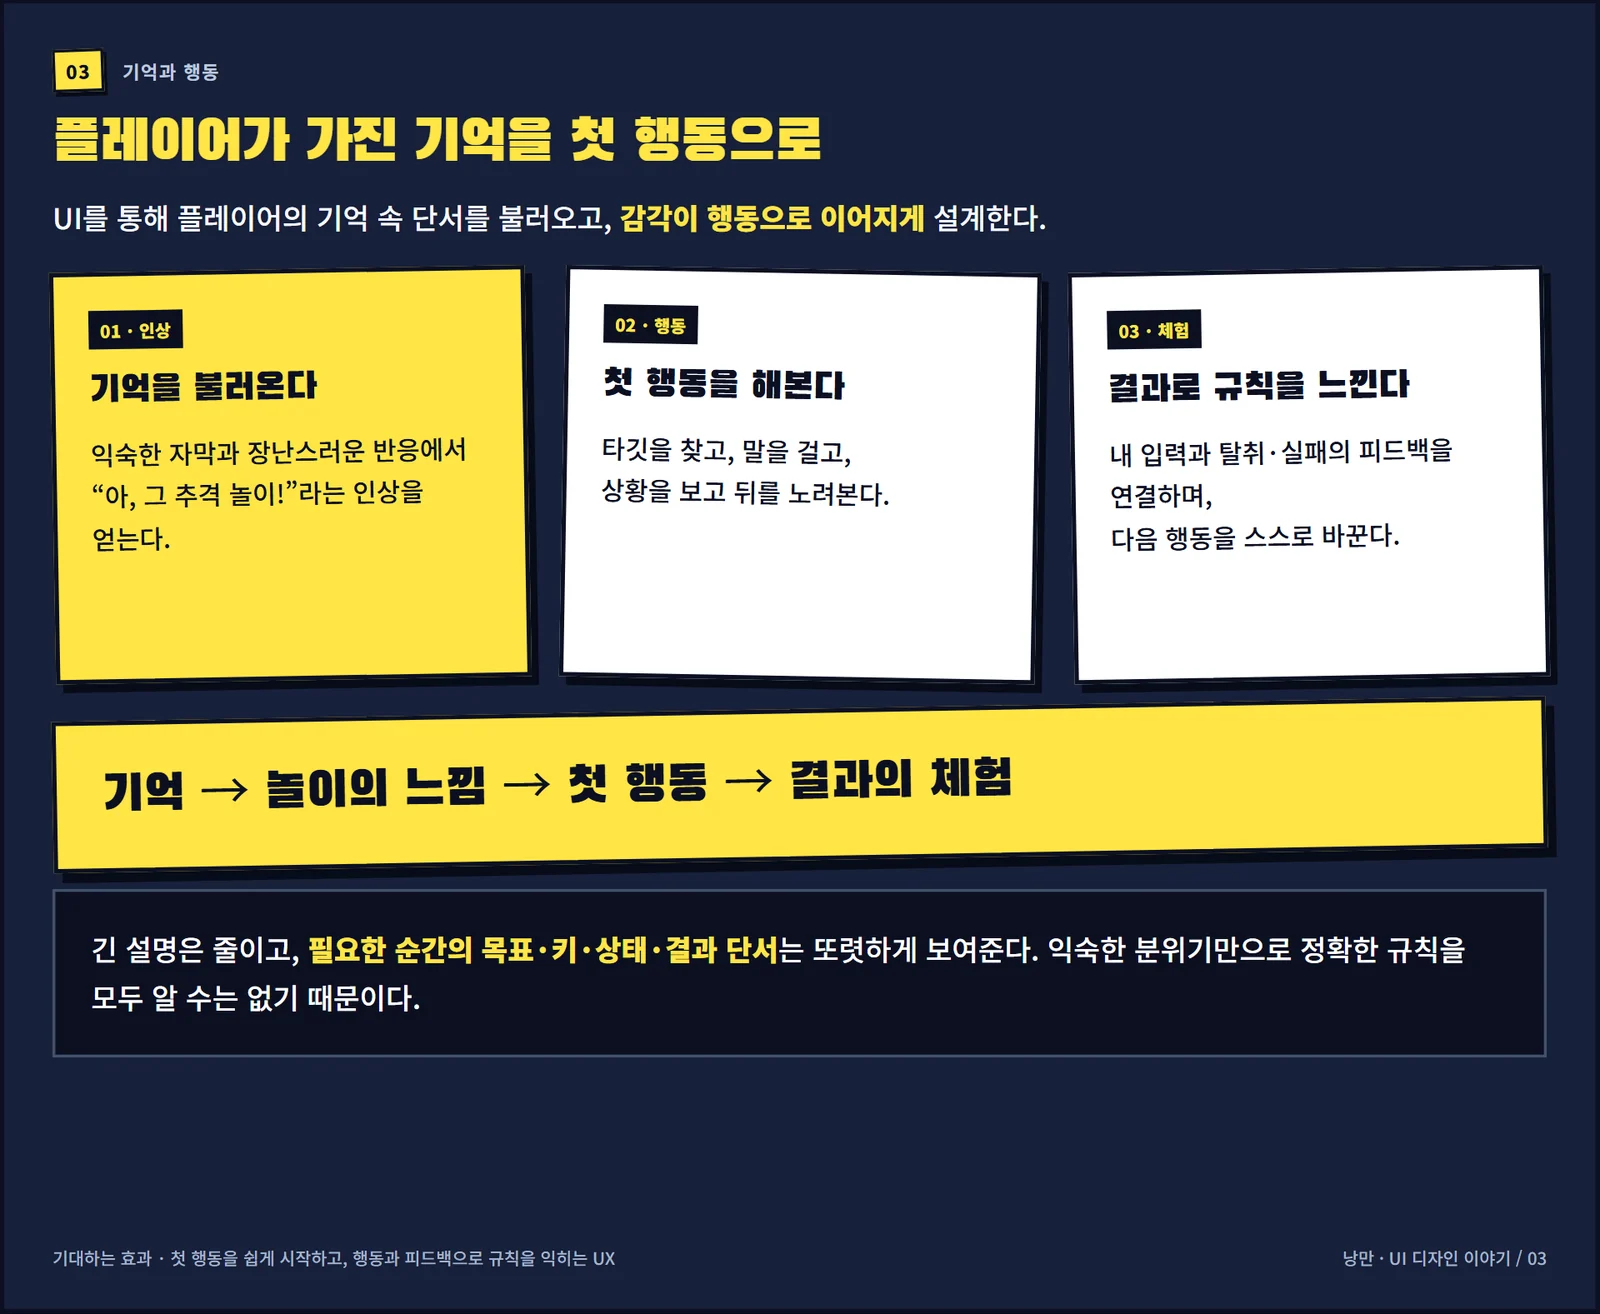 03
기억과 행동
플레이어가 가진 기억을 첫 행동으로
UI를 통해 플레이어의 기억 속 단서를 불러오고, 감각이 행동으로 이어지게 설계한다.
01 · 인상
기억을 불러온다
익숙한 자막과 장난스러운 반응에서
“아, 그 추격 놀이!”라는 인상을
얻는다.
02 · 행동
첫 행동을 해본다
타깃을 찾고, 말을 걸고,
상황을 보고 뒤를 노려본다.
03 · 체험
결과로 규칙을 느낀다
내 입력과 탈취·실패의 피드백을
연결하며,
다음 행동을 스스로 바꾼다.
기억 → 놀이의 느낌 → 첫 행동 → 결과의 체험
긴 설명은 줄이고, 필요한 순간의 목표·키·상태·결과 단서는 또렷하게 보여준다. 익숙한 분위기만으로 정확한 규칙을
모두 알 수는 없기 때문이다.
기대하는 효과 · 첫 행동을 쉽게 시작하고, 행동과 피드백으로 규칙을 익히는 UX
낭만 · UI 디자인 이야기 / 03